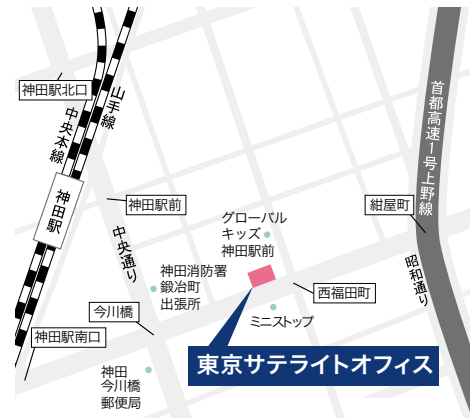 神田駅北口
山手線
中央本線
神田駅
首都高速1号上野線
神田駅前
紺屋町
グローバル
キッズ
神田駅前
中央通り
昭和通り
神田消防署
鍛冶町
出張所
西福田町
今川橋
ミニストップ
神田駅南口
東京サテライトオフィス
神田
今川橋
郵便局